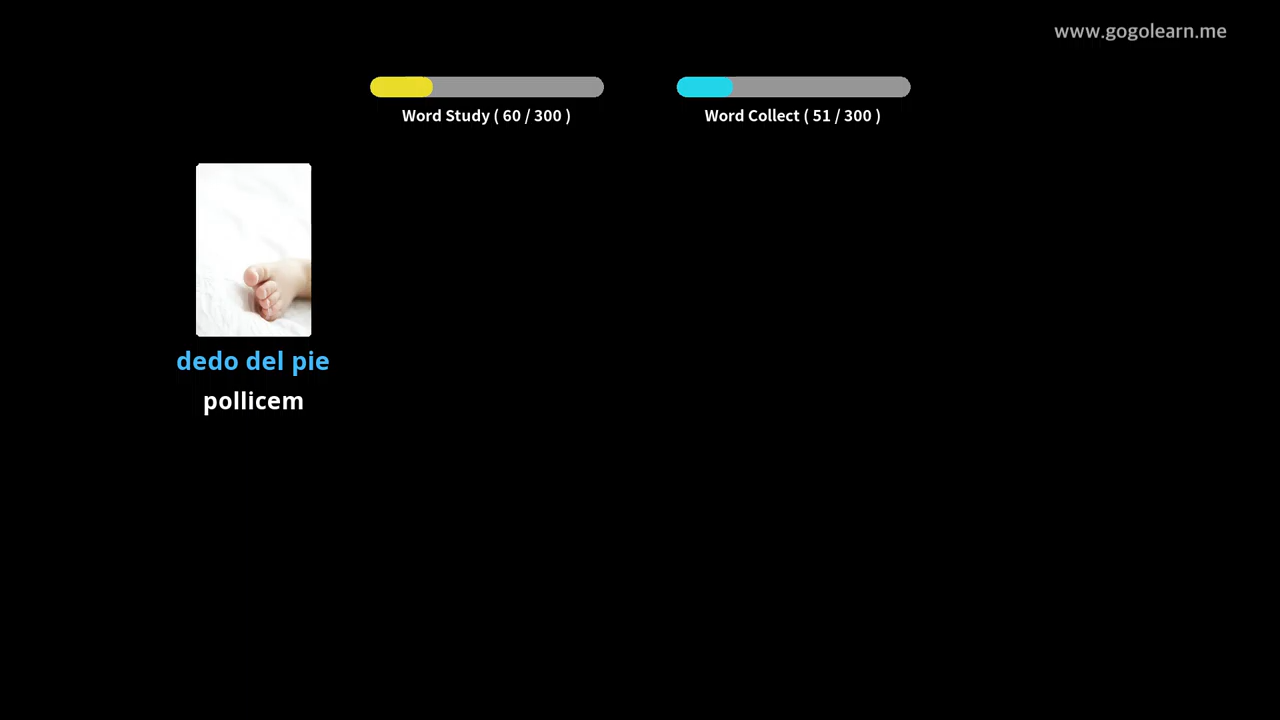 www.gogolearn.me
Word Study ( 60 / 300 )
Word Collect ( 51 / 300 )
dedo del pie
pollicem